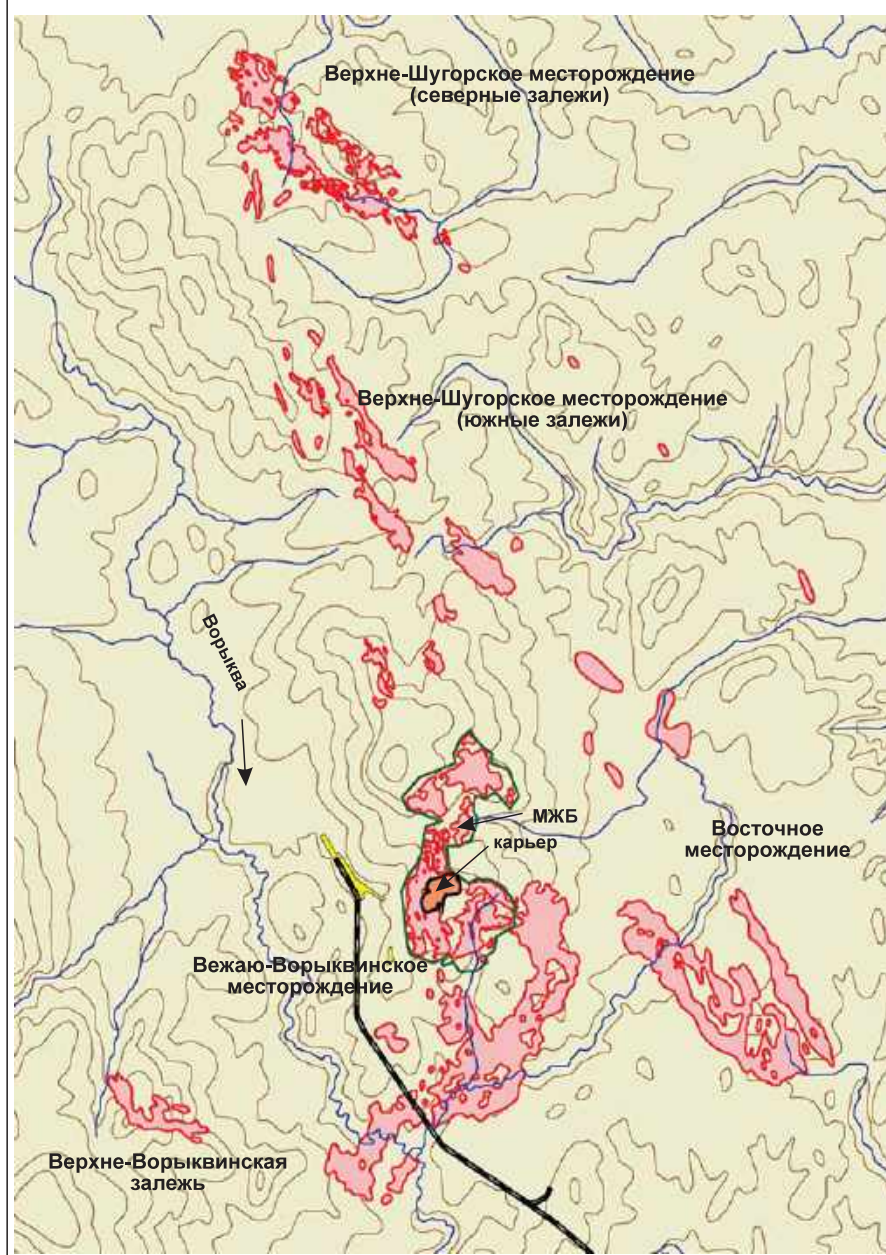 Верхне-Шугорское месторождение
(северные залежи)
Верхне-Шугорское месторождение
(южные залежи)
Ворыква
МЖБ
карьер
Восточное
месторождение
Вежаю-Ворыквинское
месторождение
Верхне-Ворыквинская
залежь